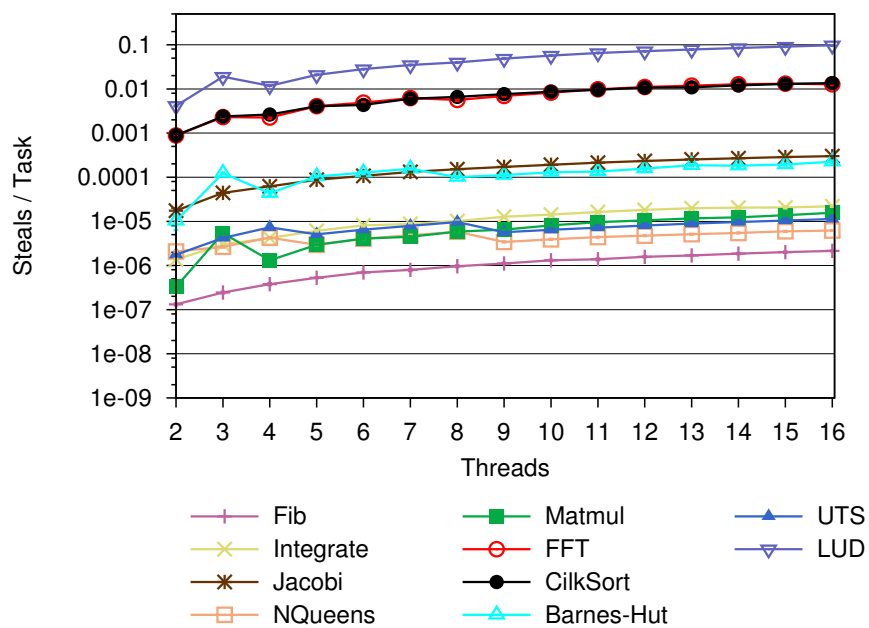 0.1
0.01
0.001
0.0001
1e-05
1e-06
1e-07
1e-08
1e-09
Steals / Task
2 3 4 5 6 7 8 9 10 11 12 13 14 15 16
Threads
Fib Matmul UTS
Integrate FFT LUD
Jacobi CilkSort
NQueens Barnes-Hut